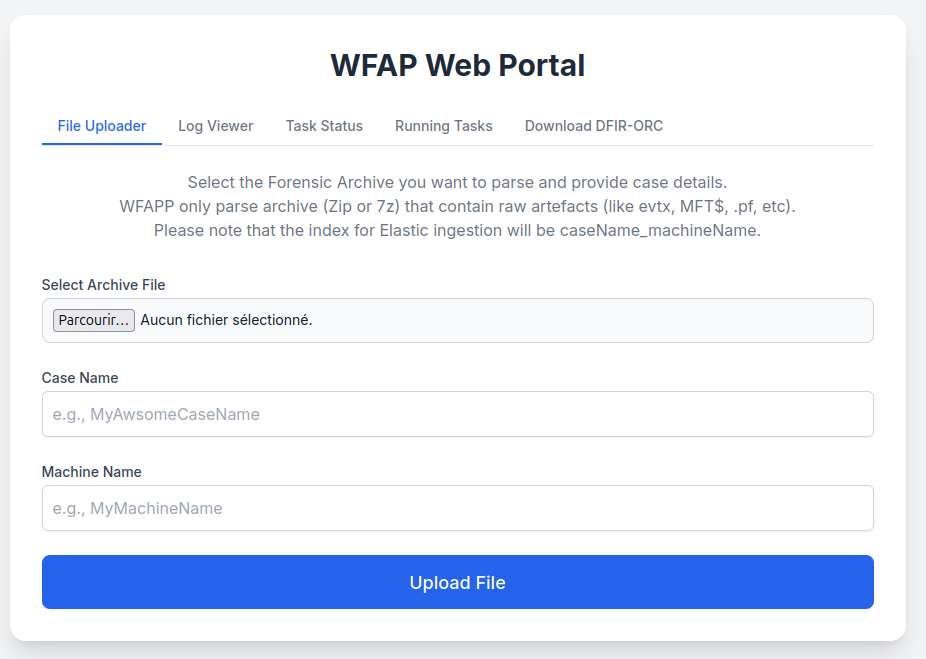 WFAP Web Portal
File Uploader Log Viewer Task Status Running Tasks Download DFIR-ORC
Select the Forensic Archive you want to parse and provide case details.
WFAPP only parse archive (Zip or 7z) that contain raw artefacts (like evtx, MFT$, .pf, etc).
Please note that the index for Elastic ingestion will be caseName_machineName.
Select Archive File
Parcourir... Aucun fichier sélectionné.
Case Name
e.g., MyAwsomeCaseName
Machine Name
e.g., MyMachineName
Upload File